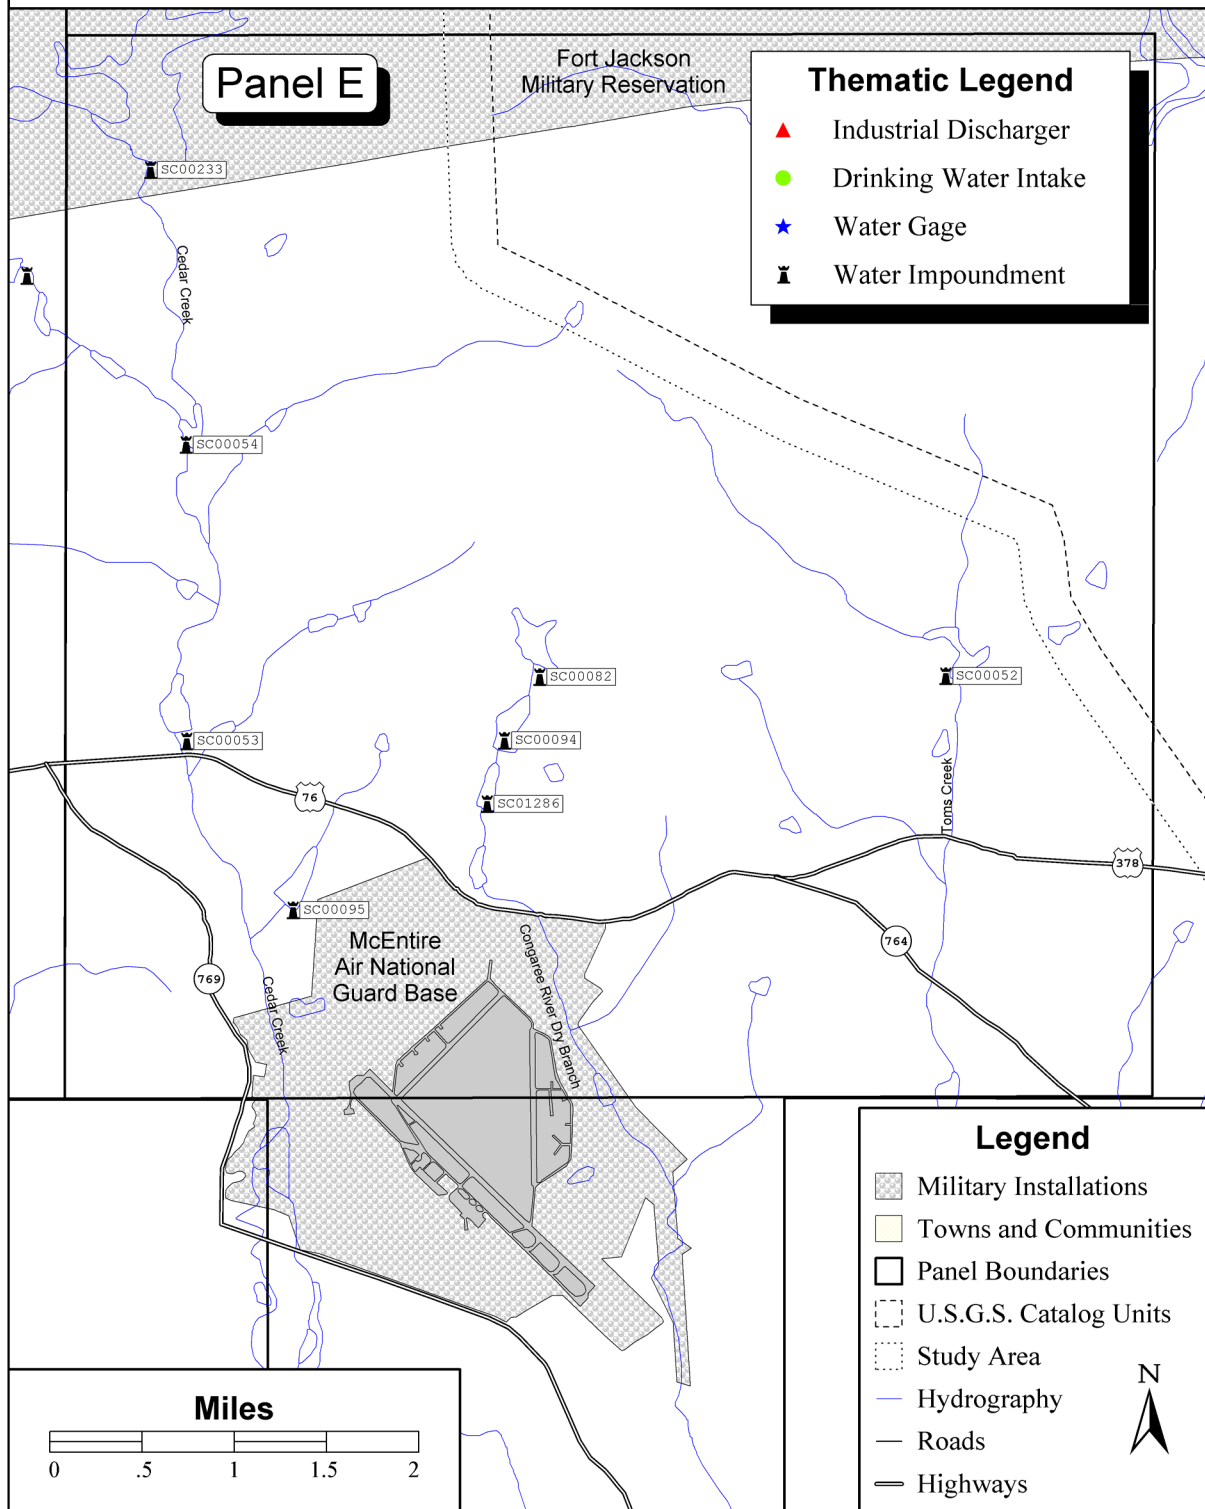 Panel E
Fort Jackson
Military Reservation
Thematic Legend
Industrial Discharger
Drinking Water Intake
Water Gage
Water Impoundment
SC00233
Cedar Creek
SC00054
SC00082
SC00052
SC00053
SC00094
Toms Creek
76
SC01286
378
SC00095
McEntire
Air National
Guard Base
764
769
Cedar Creek
Congaree River Dry Branch
Legend
Military Installations
Towns and Communities
Panel Boundaries
U.S.G.S. Catalog Units
Study Area
Hydrography
Roads
Highways
N
Miles
0 .5 1 1.5 2